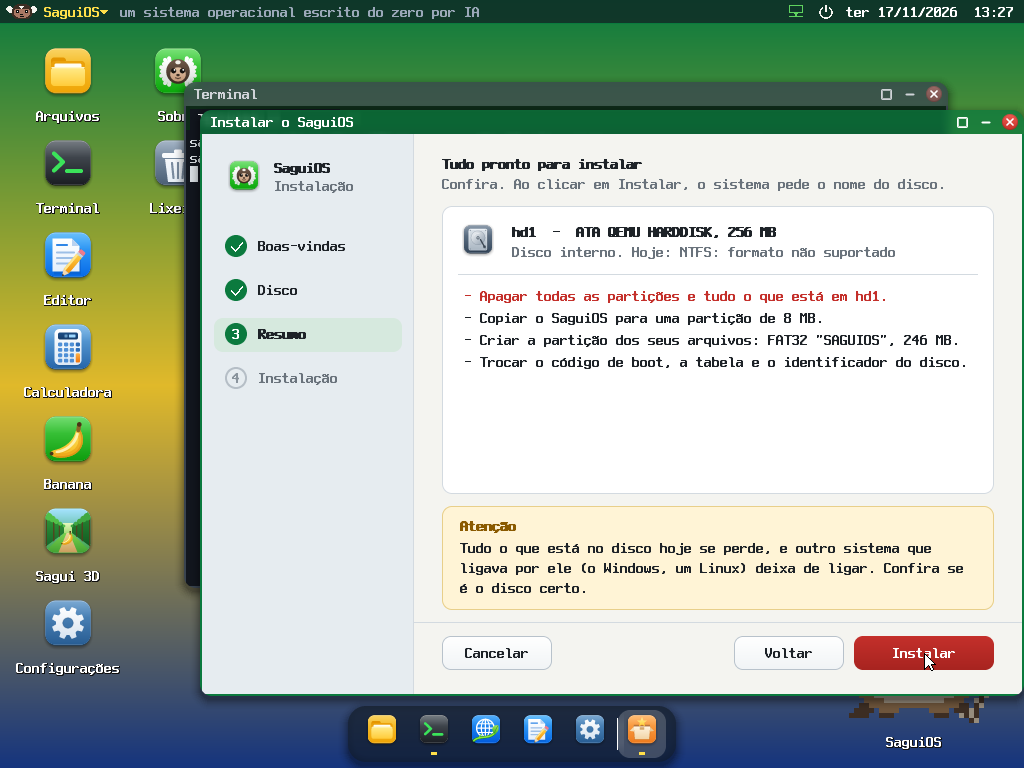 SaguiOS um sistema operacional escrito do zero por IA
ter 17/11/2026 13:27
Arquivos
Terminal
Editor
Calculadora
Banana
Sagui 3D
Configurações
Terminal
Instalar o SaguiOS
SaguiOS
Instalação
Boas-vindas
Disco
3 Resumo
4 Instalação
Tudo pronto para instalar
Confira. Ao clicar em Instalar, o sistema pede o nome do disco.
hd1 - ATA QEMU HARDDISK, 256 MB
Disco interno. Hoje: NTFS: formato não suportado
- Apagar todas as partições e tudo o que está em hd1.
- Copiar o SaguiOS para uma partição de 8 MB.
- Criar a partição dos seus arquivos: FAT32 "SAGUIOS", 246 MB.
- Trocar o código de boot, a tabela e o identificador do disco.
Atenção
Tudo o que está no disco hoje se perde, e outro sistema que
ligava por ele (o Windows, um Linux) deixa de ligar. Confira se
é o disco certo.
Cancelar
Voltar
Instalar
SaguiOS